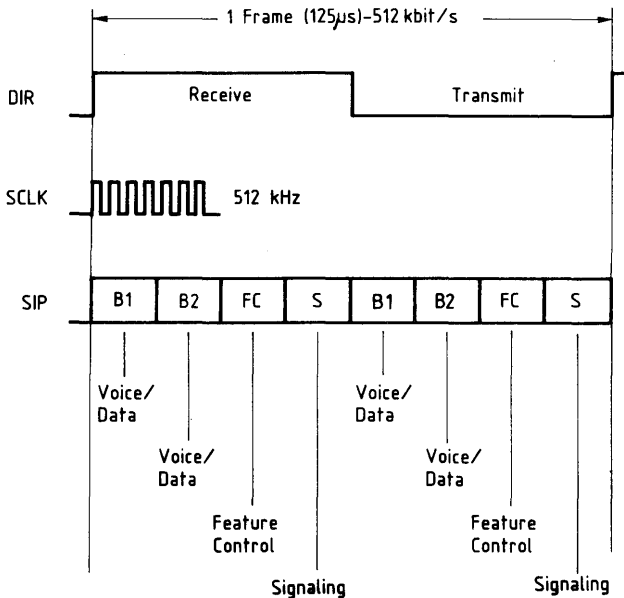 1 Frame (125µs)-512 kbit/s
DIR Receive Transmit
SCLK 512 kHz
SIP B1 B2 FC S B1 B2 FC S
Voice/ Voice/
Data Data
Voice/ Voice/
Data Data
Feature Feature
Control Control
Signaling Signaling